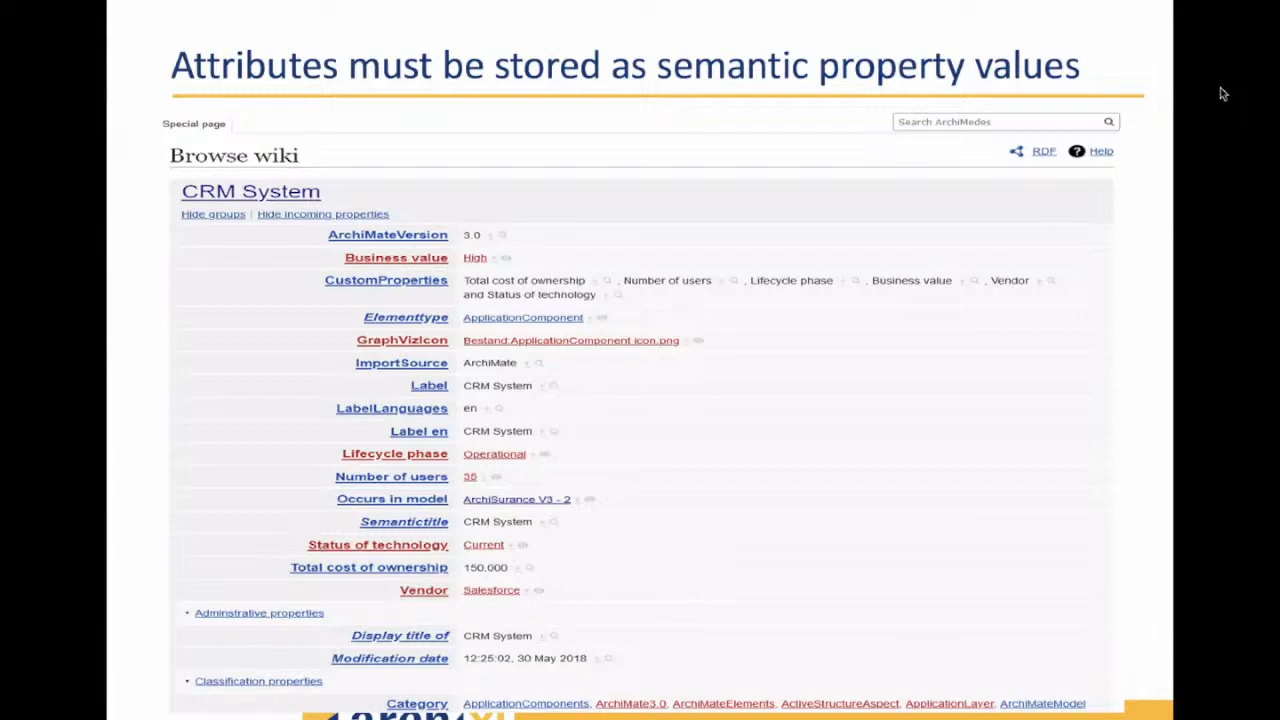 Attributes must be stored as semantic property values
Special page
Search ArchiMedes
Browse wiki
RDF Help
CRM System
Hide groups | Hide incoming properties
ArchiMateVersion 3.0
Business value High
CustomProperties Total cost of ownership , Number of users , Lifecycle phase , Business value , Vendor
and Status of technology
Elementtype ApplicationComponent
GraphVizIcon Bestand ApplicationComponent icon.png
ImportSource ArchiMate
Label CRM System
LabelLanguages en
Label en CRM System
Lifecycle phase Operational
Number of users 35
Occurs in model ArchiSurance V3 - 2
Semantictitle CRM System
Status of technology Current
Total cost of ownership 150.000
Vendor Salesforce
Adminstrative properties
Display title of CRM System
Modification date 12:25:02, 30 May 2018
Classification properties
Category ApplicationComponents, ArchiMate3.0, ArchiMateElements, ActiveStructureAspect, ApplicationLayer, ArchiMateModel